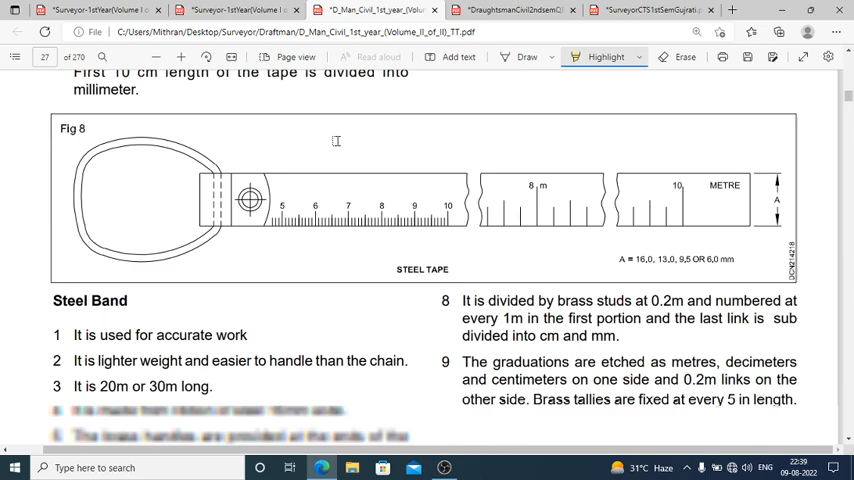 *Surveyor-1stYear(Volume I o
*Surveyor-1stYear(Volume I o
*D_Man_Civil_1st_year_(Volume_
*DraughtsmanCivil2ndsemQ
*SurveyorCTS1stSemGujrati.p
File C:/Users/Mithran/Desktop/Surveyor/Draftman/D_Man_Civil_1st_year_(Volume_II_of_II)_TT.pdf
27 of 270 Page view Read aloud Add text Draw Highlight Erase
First 10 cm length of the tape is divided into
millimeter.
Fig 8
5 6 7 8 9 10 8 m 10 METRE
A
A = 16,0, 13,0, 9,5 OR 6,0 mm
STEEL TAPE
DCN214218
Steel Band
1 It is used for accurate work
2 It is lighter weight and easier to handle than the chain.
3 It is 20m or 30m long.
8 It is divided by brass studs at 0.2m and numbered at
every 1m in the first portion and the last link is sub
divided into cm and mm.
9 The graduations are etched as metres, decimeters
and centimeters on one side and 0.2m links on the
other side. Brass tallies are fixed at every 5 in length.
Type here to search
31°C Haze
ENG
22:39
09-08-2022